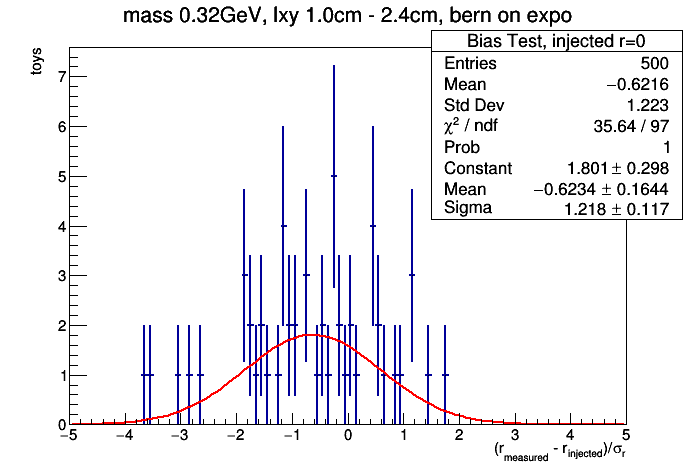 mass 0.32GeV, lxy 1.0cm - 2.4cm, bern on expo
Bias Test, injected r=0
Entries 500
Mean −0.6216
Std Dev 1.223
χ² / ndf 35.64 / 97
Prob 1
Constant 1.801 ± 0.298
Mean −0.6234 ± 0.1644
Sigma 1.218 ± 0.117
toys
7
6
5
4
3
2
1
0
−5 −4 −3 −2 −1 0 1 2 3 4 5
(r_measured - r_injected)/σ_r